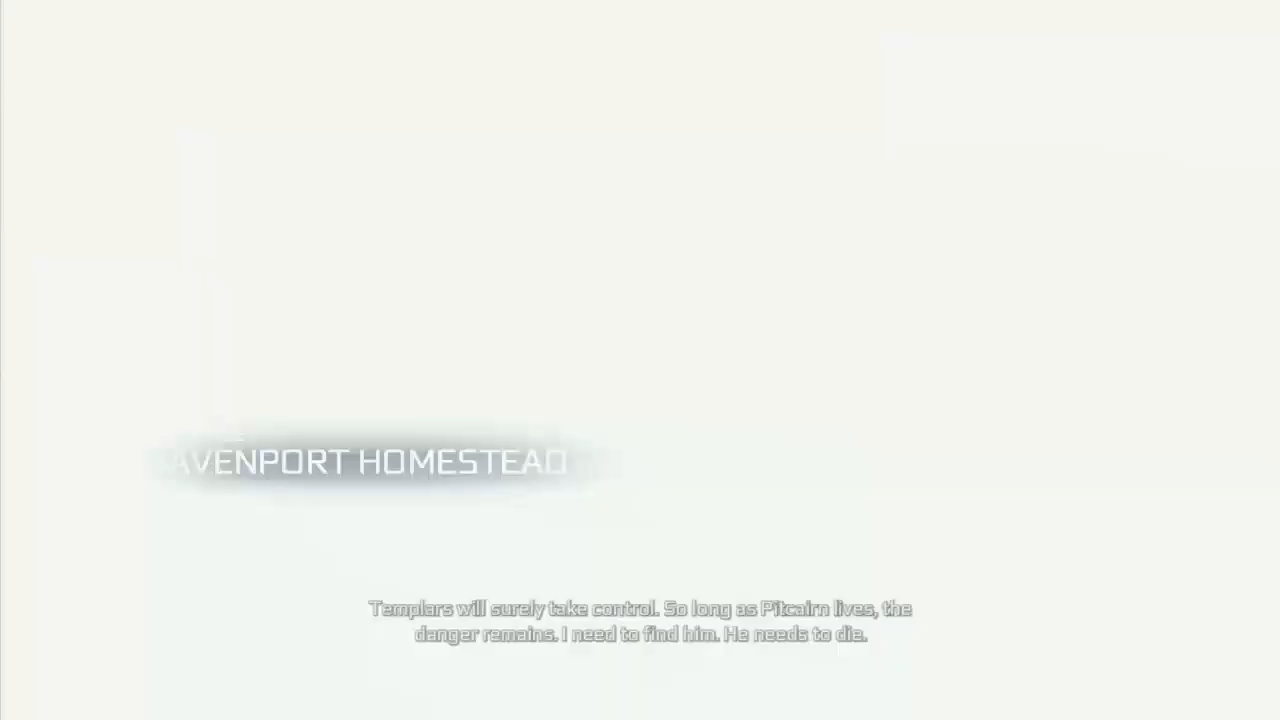 AVENPORT HOMESTEAD
Templars will surely take control. So long as Pitcairn lives, the
danger remains. I need to find him. He needs to die.